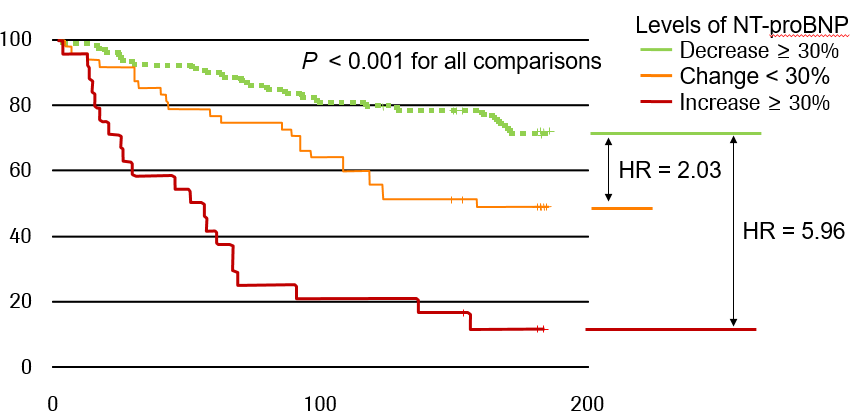 Levels of NT-proBNP
Decrease ≥ 30%
Change < 30%
Increase ≥ 30%
P < 0.001 for all comparisons
100
80
60
40
20
0
HR = 2.03
HR = 5.96
0
100
200